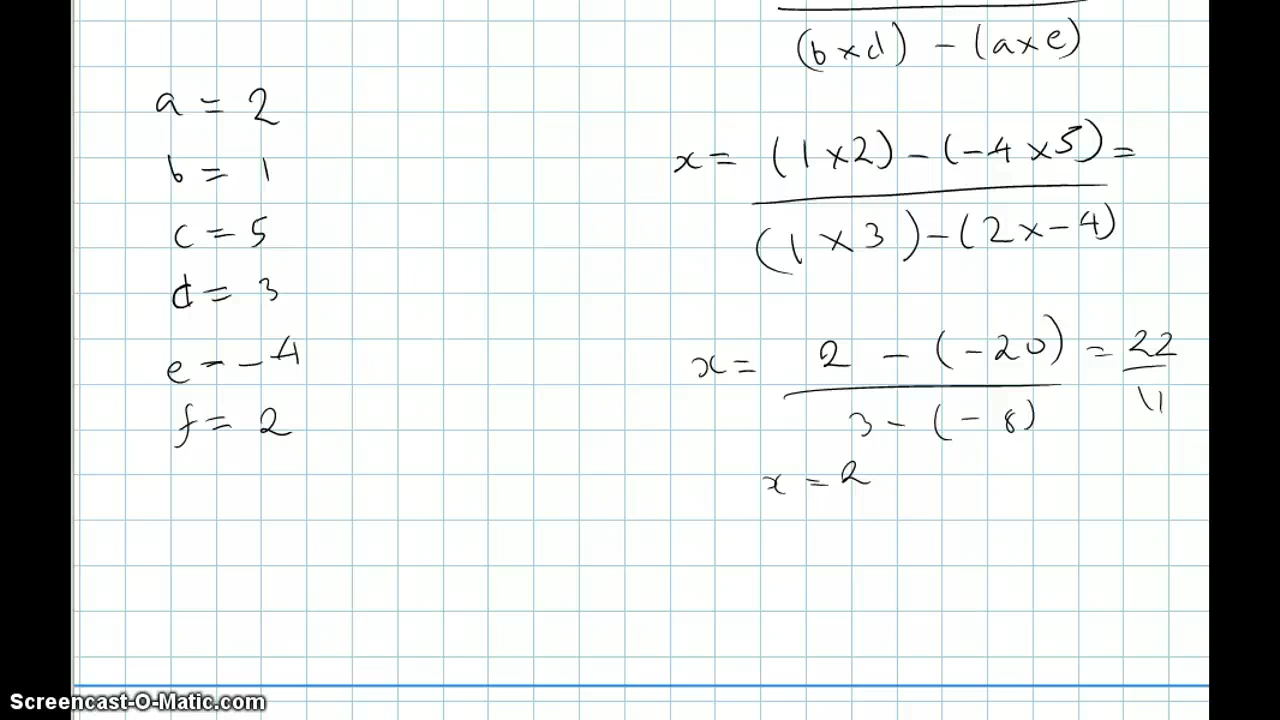 (b×d) - (a×e)
a = 2
b = 1
c = 5
d = 3
e = -4
f = 2
x = (1×2) - (-4×5) =
(1×3) - (2×-4)
x = 2 - (-20) = 22
3 - (-8) 11
x = 2
Screencast-O-Matic.com